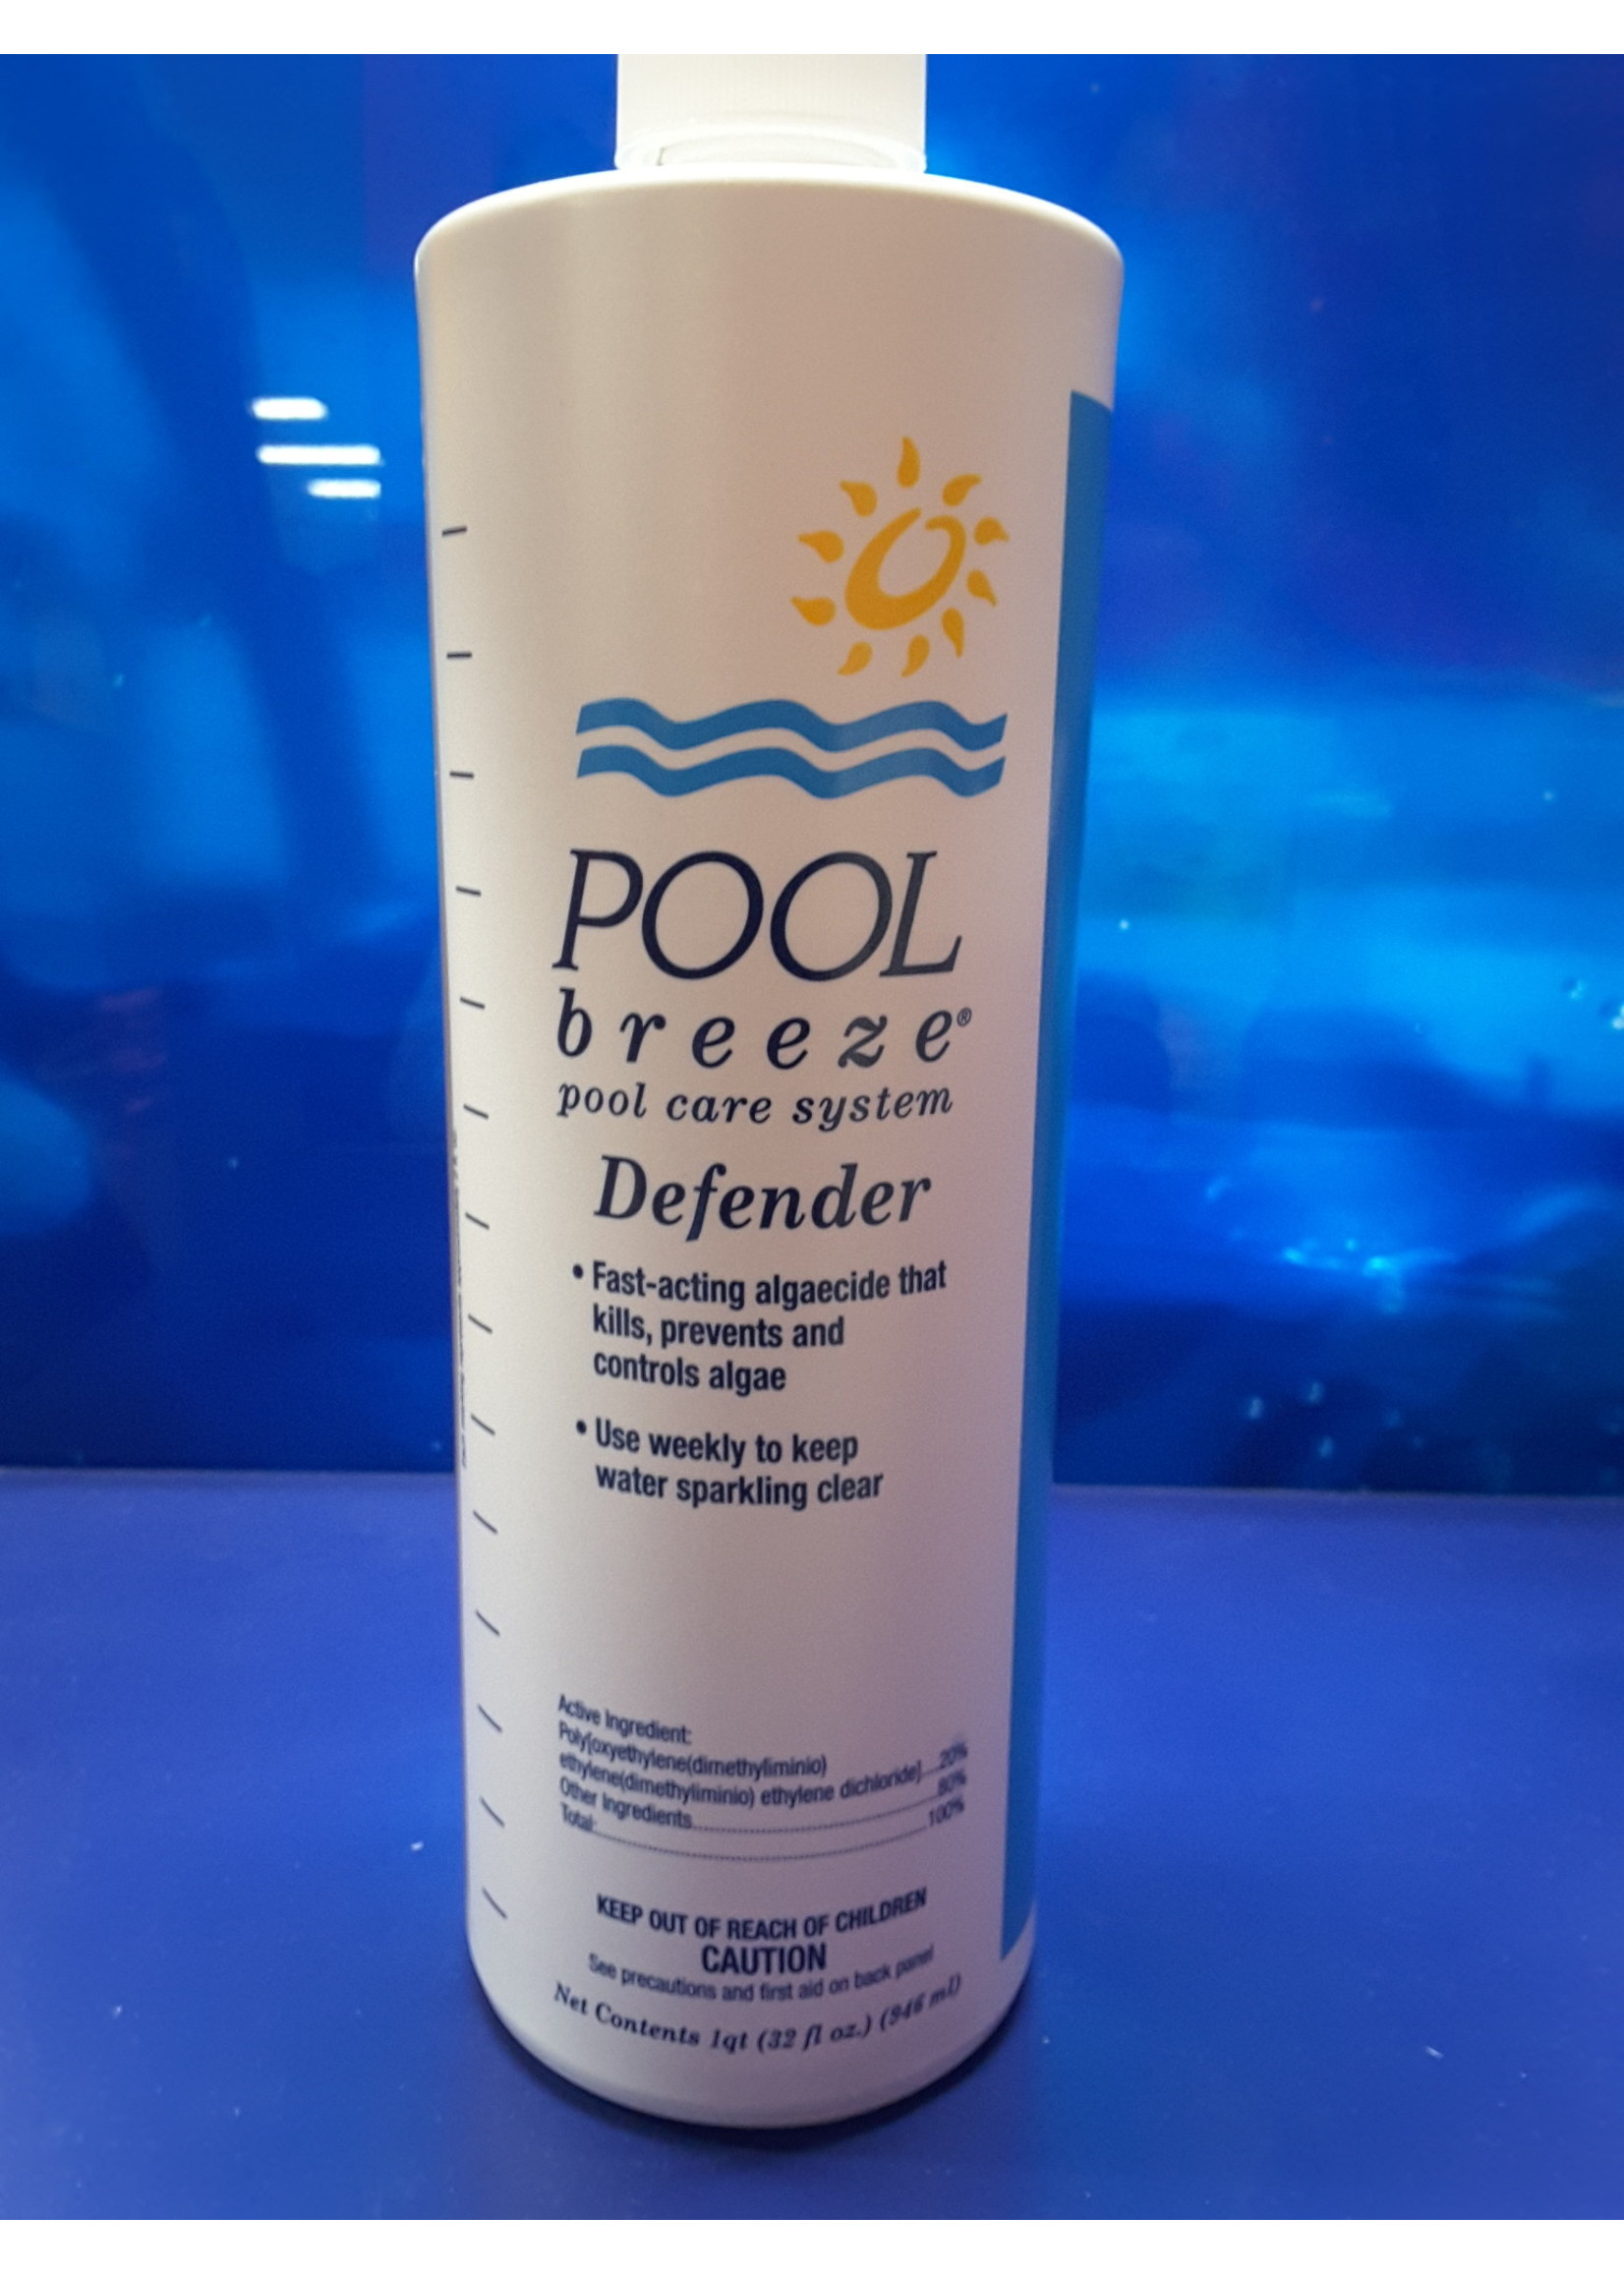 POOL
breeze®
pool care system
Defender
• Fast-acting algaecide that
kills, prevents and
controls algae
• Use weekly to keep
water sparkling clear
Active Ingredient:
Poly[oxyethylene(dimethyliminio)
ethylene(dimethyliminio) ethylene dichloride]....20%
Other Ingredients..............................80%
Total:..............................100%
KEEP OUT OF REACH OF CHILDREN
CAUTION
See precautions and first aid on back panel
Net Contents 1qt (32 fl oz.) (946 ml)